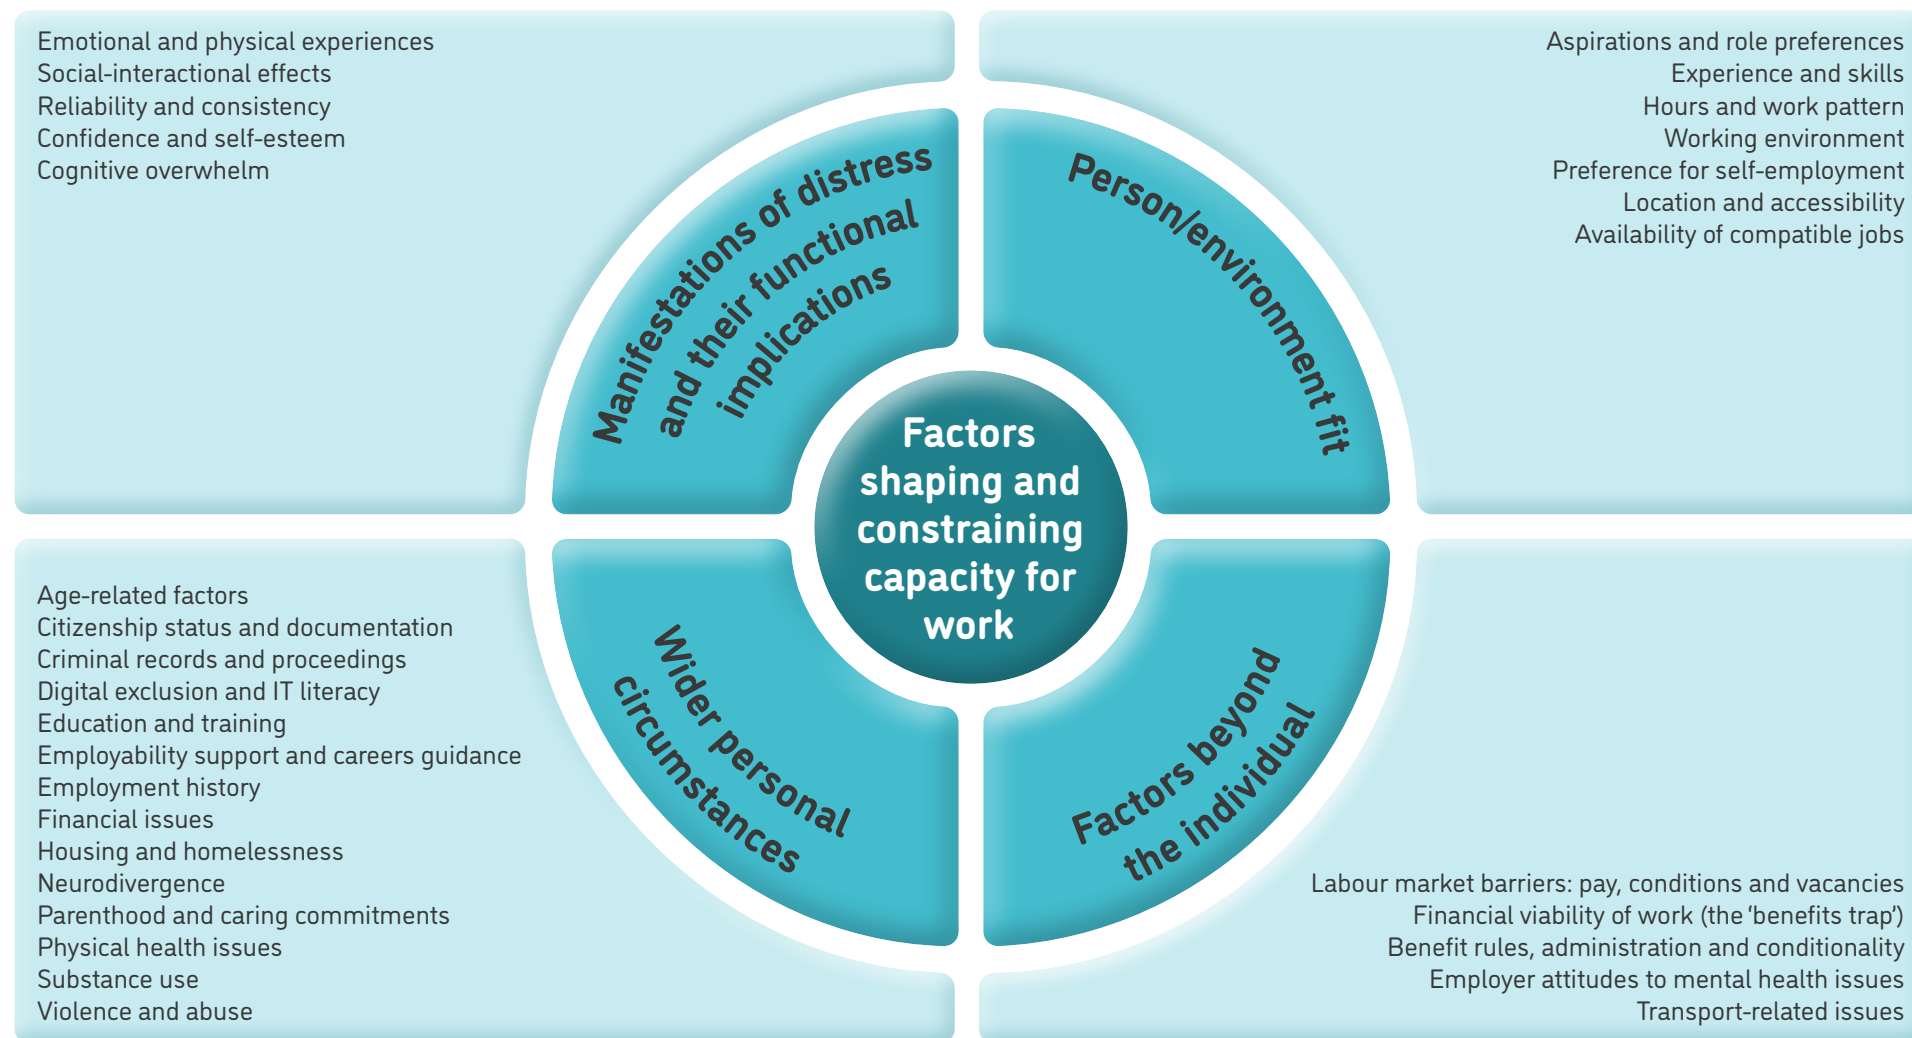 Emotional and physical experiences
Social-interactional effects
Reliability and consistency
Confidence and self-esteem
Cognitive overwhelm
Aspirations and role preferences
Experience and skills
Hours and work pattern
Working environment
Preference for self-employment
Location and accessibility
Availability of compatible jobs
Manifestations of distress
and their functional
implications
Person/environment fit
Factors
shaping and
constraining
capacity for
work
Wider personal
circumstances
Factors beyond
the individual
Age-related factors
Citizenship status and documentation
Criminal records and proceedings
Digital exclusion and IT literacy
Education and training
Employability support and careers guidance
Employment history
Financial issues
Housing and homelessness
Neurodivergence
Parenthood and caring commitments
Physical health issues
Substance use
Violence and abuse
Labour market barriers: pay, conditions and vacancies
Financial viability of work (the ‘benefits trap’)
Benefit rules, administration and conditionality
Employer attitudes to mental health issues
Transport-related issues